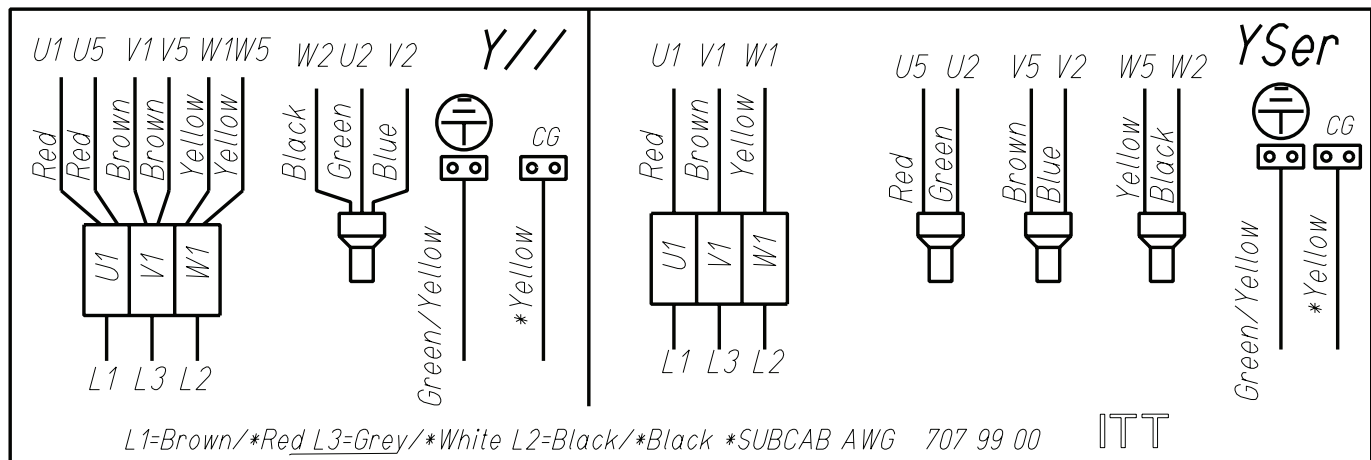 U1 U5 V1 V5 W1 W5
W2 U2 V2
Y//
Red
Red
Brown
Brown
Yellow
Yellow
Black
Green
Blue
CG
U1
V1
W1
Green/Yellow
*Yellow
L1 L3 L2
U1 V1 W1
U5 U2
V5 V2
W5 W2
YSer
Red
Brown
Yellow
Red
Green
Brown
Blue
Yellow
Black
CG
U1
V1
W1
Green/Yellow
*Yellow
L1 L3 L2
L1=Brown/*Red L3=Grey/*White L2=Black/*Black *SUBCAB AWG 707 99 00 ITT